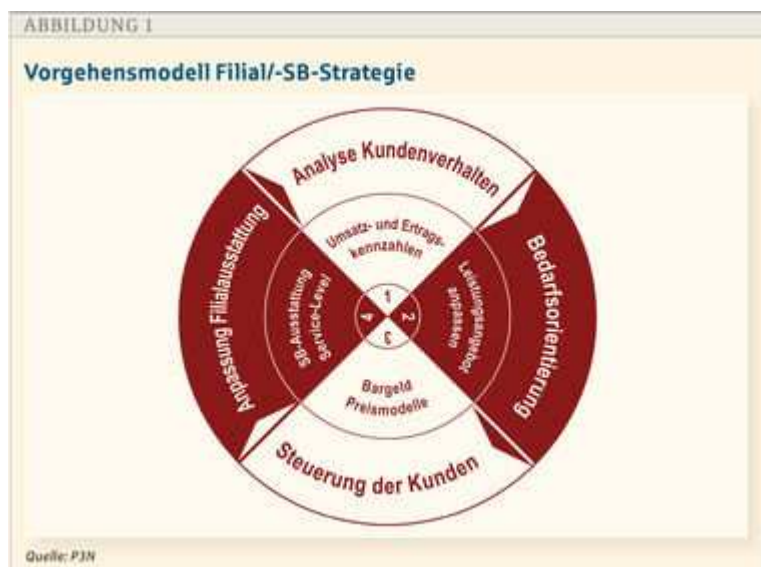 ABBILDUNG 1
Vorgehensmodell Filial/-SB-Strategie
Analyse Kundenverhalten
Umsatz- und Ertrags-
kennzahlen
1
Bedarfsorientierung
Leistungsangebot
anpassen
2
Steuerung der Kunden
Bargeld
Preismodelle
3
Anpassung Filialausstattung
SB-Ausstattung
Service-Level
4
Quelle: P3N